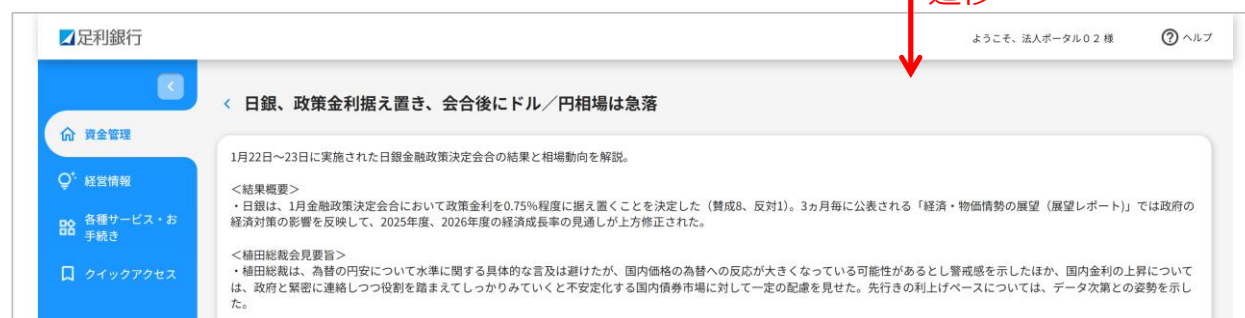 足利銀行
ようこそ、法人ポータル02 様
ヘルプ
日銀、政策金利据え置き、会合後にドル／円相場は急落
資金管理
経営情報
各種サービス・お
手続き
クイックアクセス
1月22日～23日に実施された日銀金融政策決定会合の結果と相場動向を解説。
＜結果概要＞
・日銀は、1月金融政策決定会合において政策金利を0.75%程度に据え置くことを決定した（賛成8、反対1）。3ヵ月毎に公表される「経済・物価情勢の展望（展望レポート)」では政府の
経済対策の影響を反映して、2025年度、2026年度の経済成長率の見通しが上方修正された。
＜植田総裁会見要旨＞
・植田総裁は、為替の円安について水準に関する具体的な言及は避けたが、国内価格の為替への反応が大きくなっている可能性があるとし警戒感を示したほか、国内金利の上昇について
は、政府と緊密に連絡しつつ役割を踏まえてしっかりみていくと不安定化する国内債券市場に対して一定の配慮を見せた。先行きの利上げペースについては、データ次第との姿勢を示し
た。